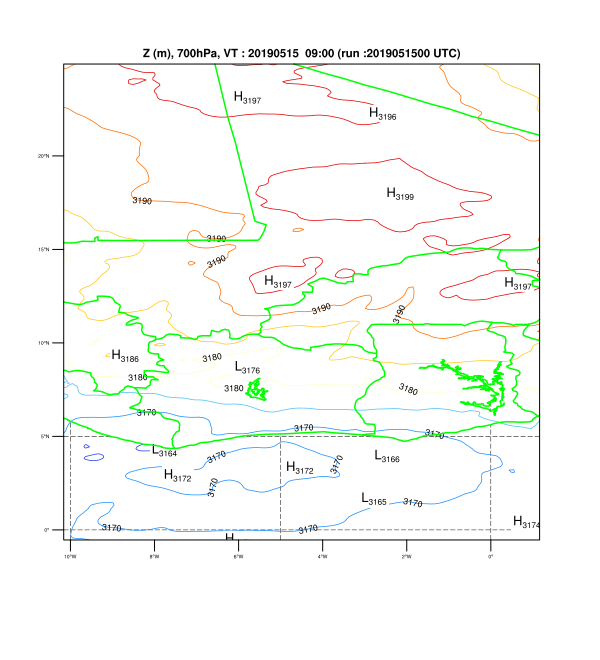 Z (m), 700hPa, VT : 20190515  09:00 (run :2019051500 UTC)
H3197
H3196
20°N
H3199
3190
3190
15°N
3190
H3197
H3197
3190
3190
10°N
H3186
3180
L3176
3186
3180
3180
3170
3170
3170
5°N
L3164
3170
L3166
H3172
H3172
3170
3170
L3165
3170
H3174
0°
3170
3170
H
10°W
8°W
6°W
4°W
2°W
0°